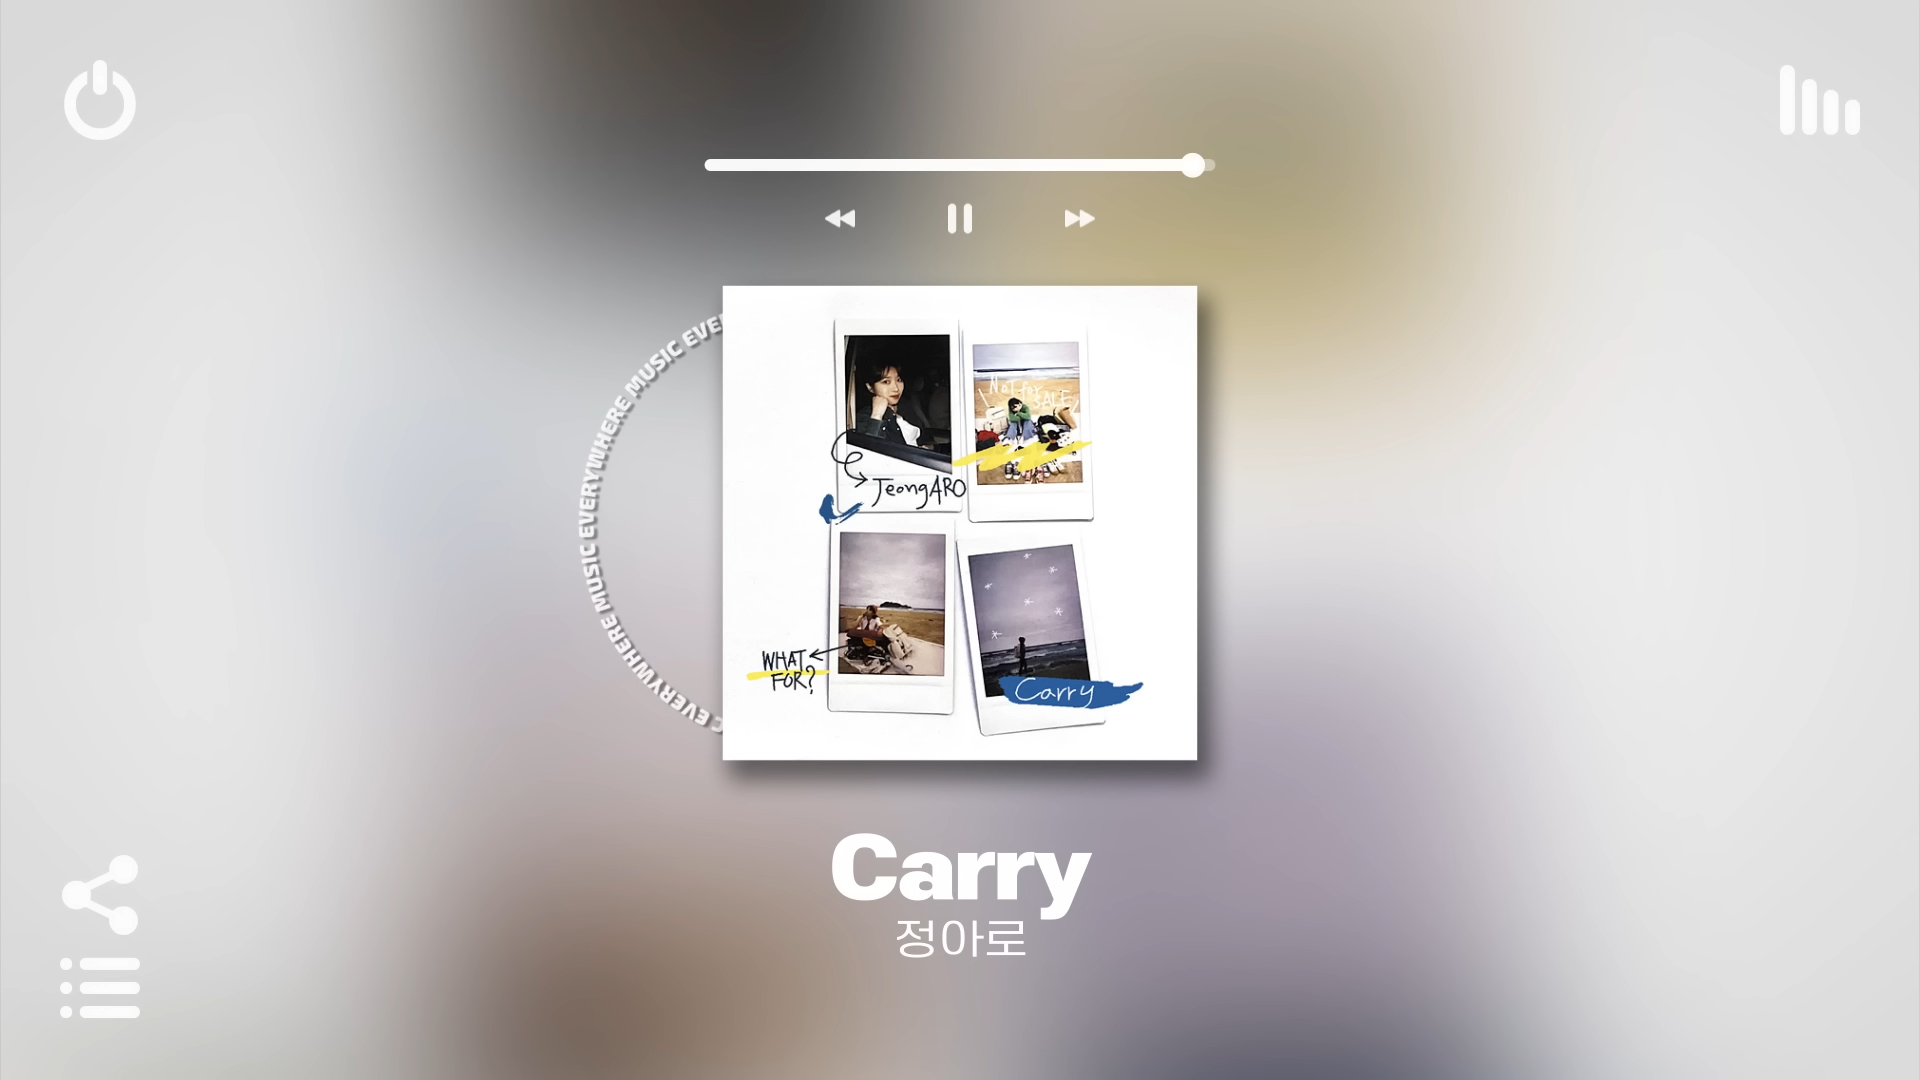 MUSIC EVERYWHERE MUSIC EVERYWHERE MUSIC EVER
NOT for
SALE
JeongARO
WHAT
FOR?
Carry
Carry
정아로